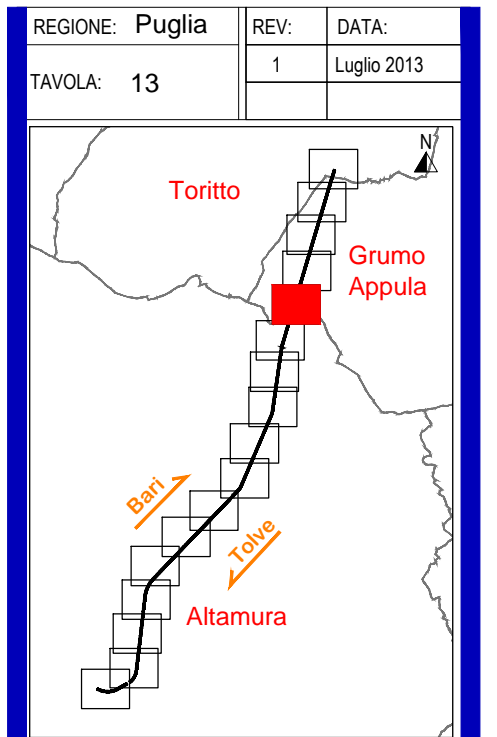 REGIONE: Puglia
REV:
DATA:
TAVOLA: 13
1
Luglio 2013
N
Toritto
Grumo
Appula
Bari
Tolve
Altamura